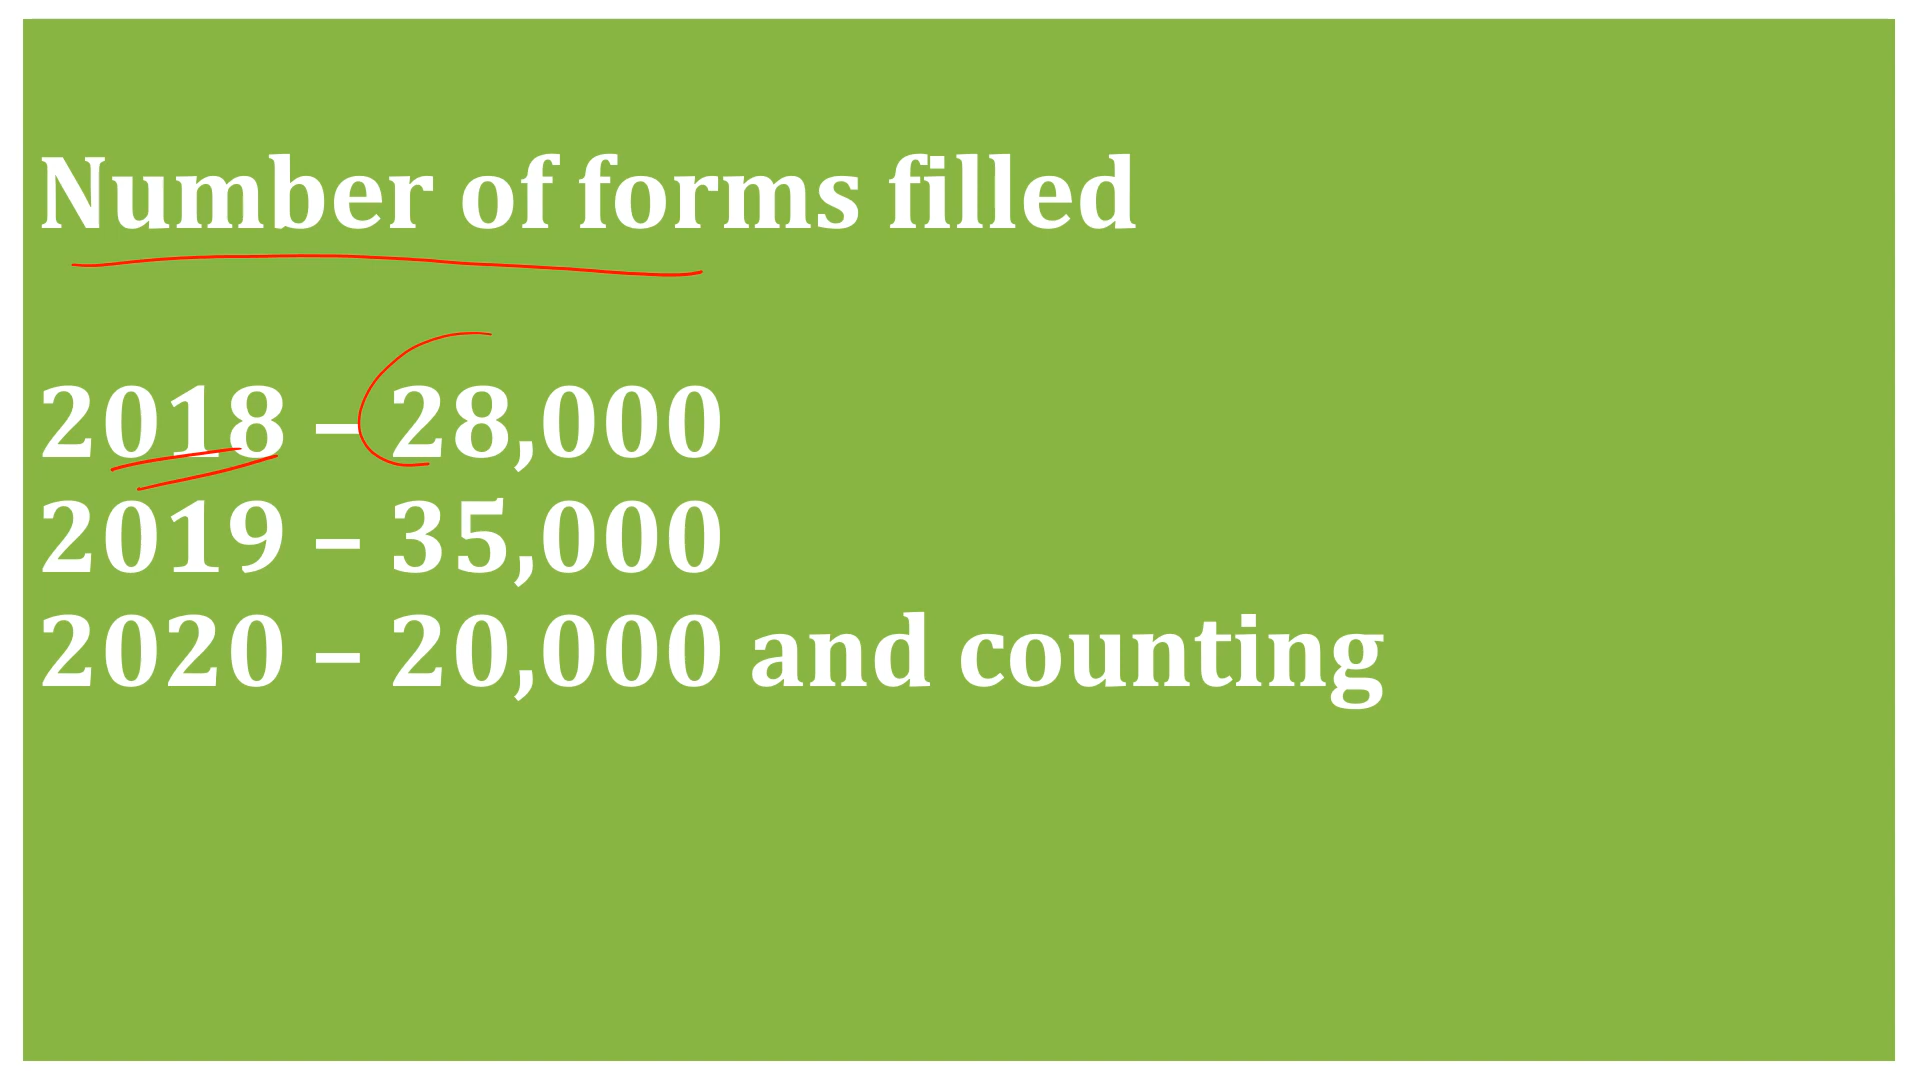 Number of forms filled
2018 – 28,000
2019 – 35,000
2020 – 20,000 and counting